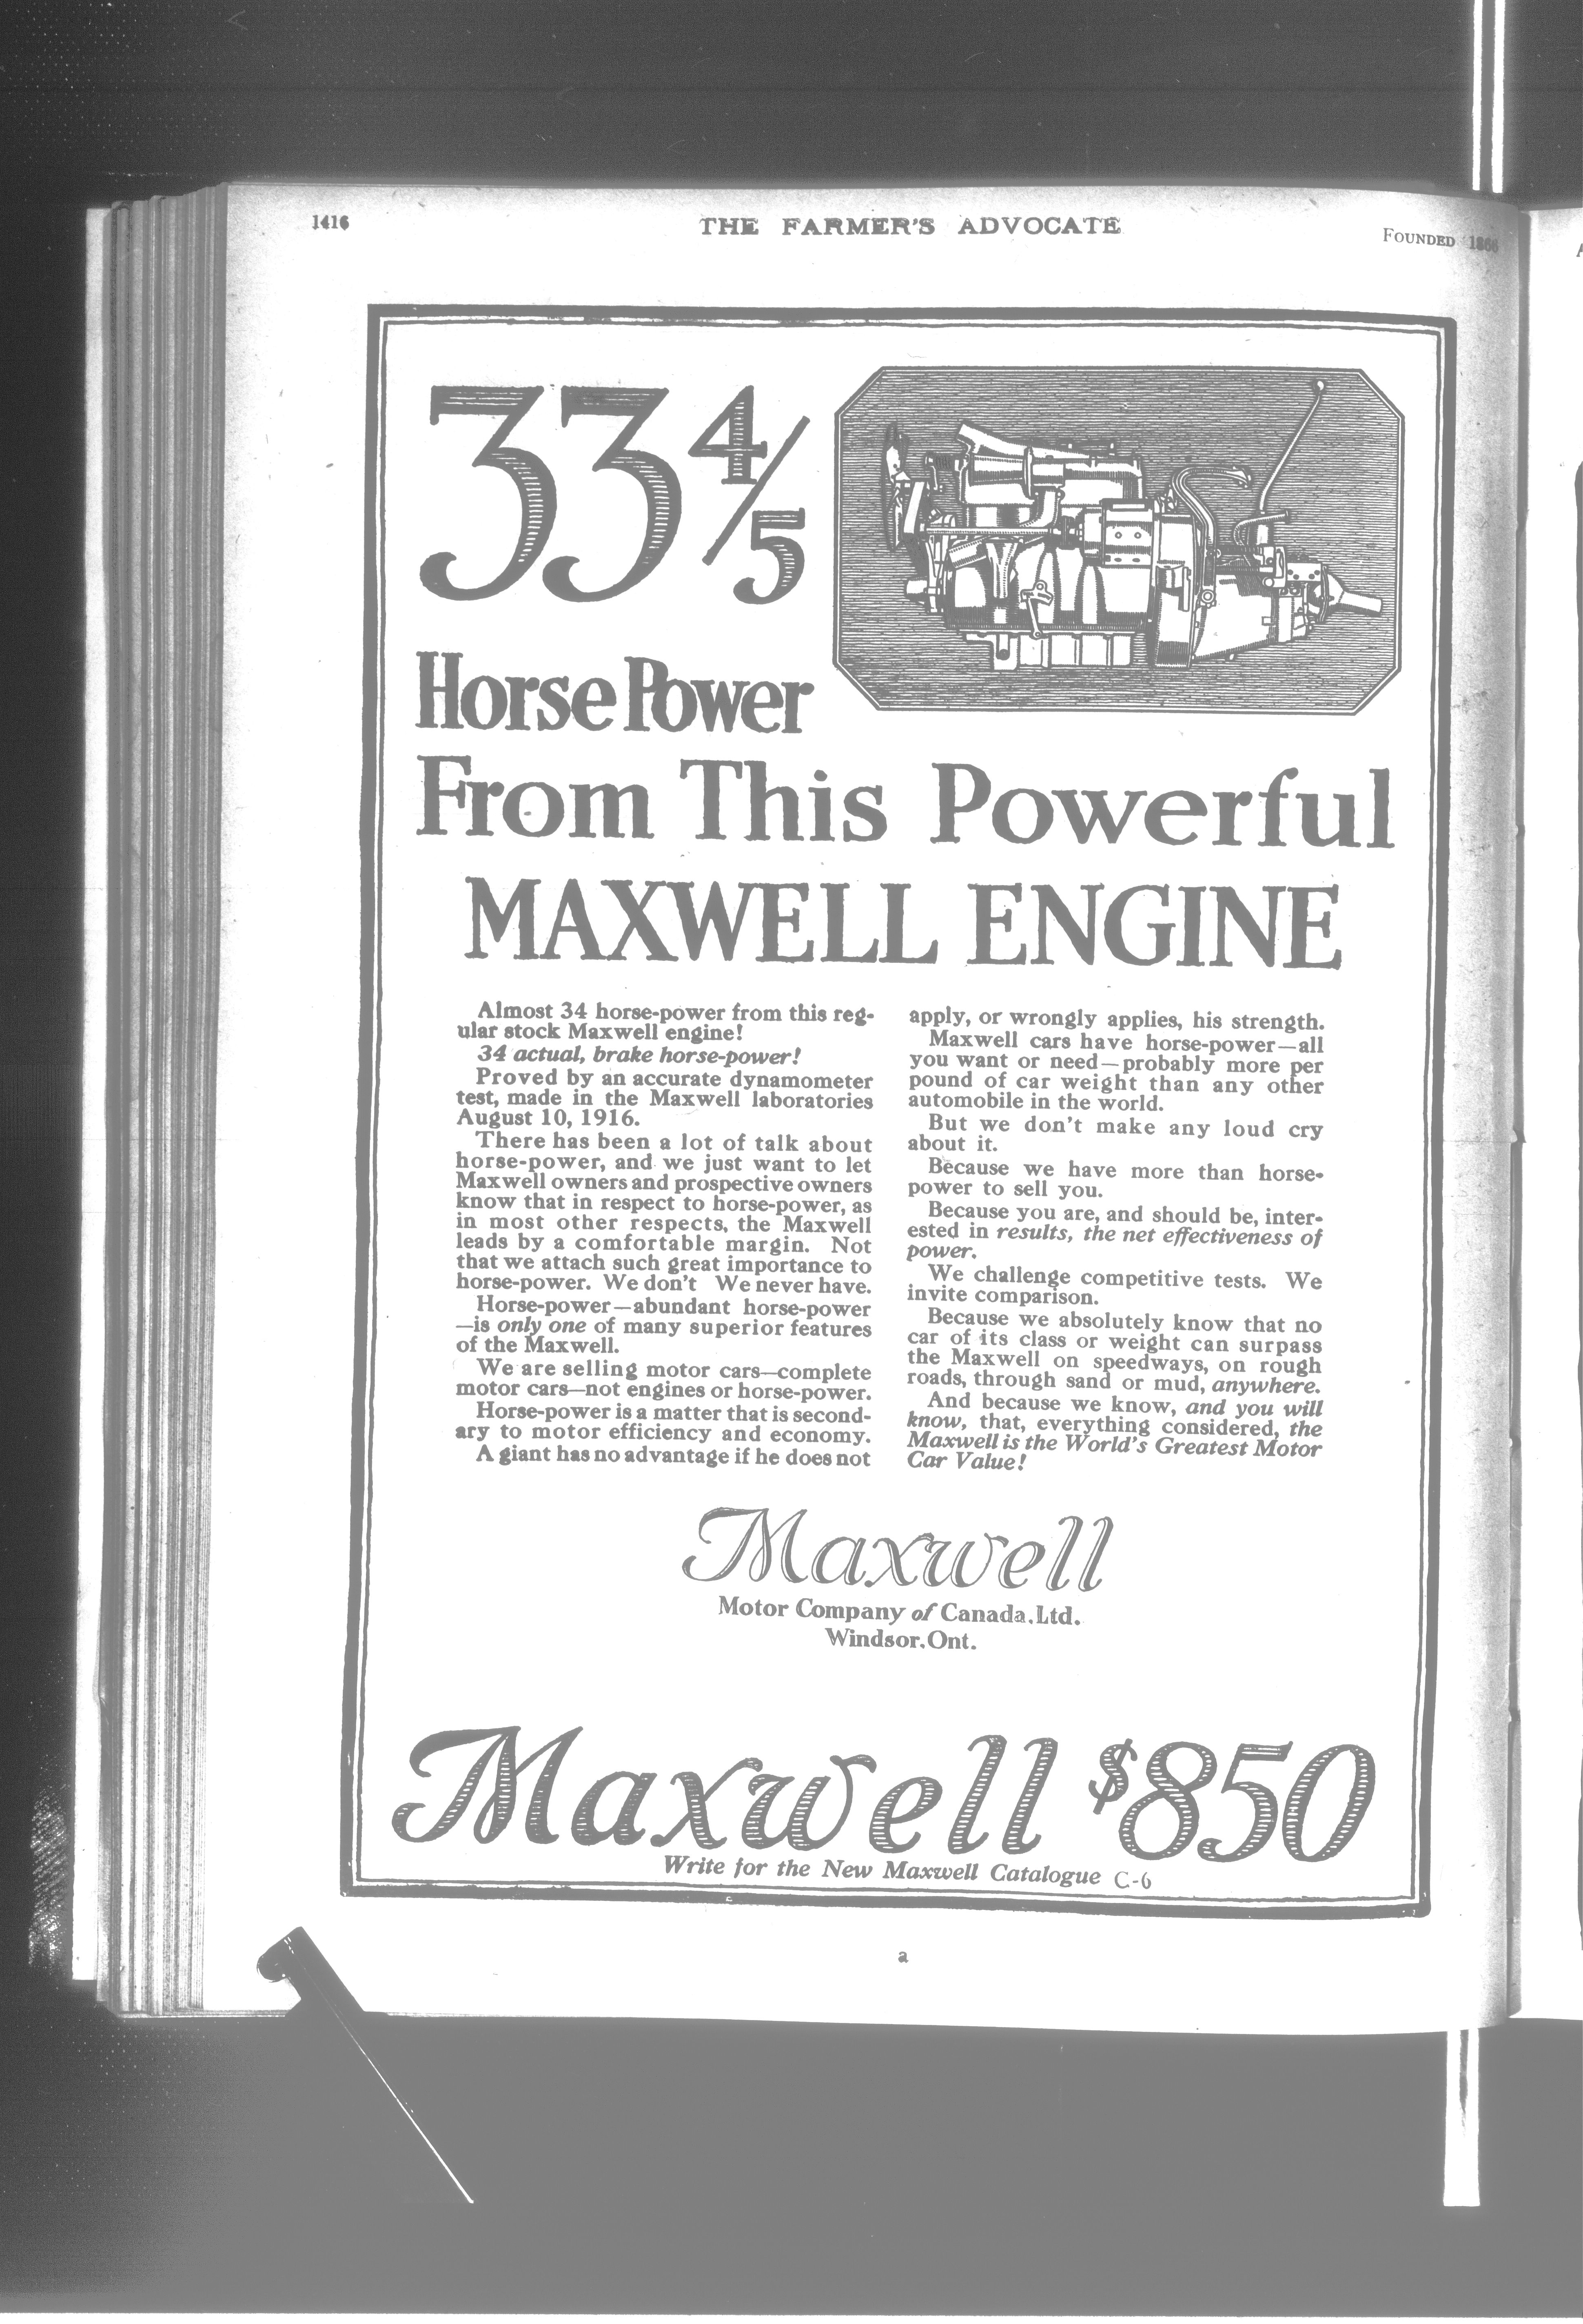 1416
THE FARMER'S ADVOCATE
FOUNDED 1866
33 4/5
Horse Power
From This Powerful
MAXWELL ENGINE
Almost 34 horse-power from this reg-
ular stock Maxwell engine!
34 actual, brake horse-power!
Proved by an accurate dynamometer
test, made in the Maxwell laboratories
August 10, 1916.
There has been a lot of talk about
horse-power, and we just want to let
Maxwell owners and prospective owners
know that in respect to horse-power, as
in most other respects, the Maxwell
leads by a comfortable margin. Not
that we attach such great importance to
horse-power. We don't We never have.
Horse-power—abundant horse-power
—is only one of many superior features
of the Maxwell.
We are selling motor cars—complete
motor cars—not engines or horse-power.
Horse-power is a matter that is second-
ary to motor efficiency and economy.
A giant has no advantage if he does not
apply, or wrongly applies, his strength.
Maxwell cars have horse-power—all
you want or need—probably more per
pound of car weight than any other
automobile in the world.
But we don't make any loud cry
about it.
Because we have more than horse-
power to sell you.
Because you are, and should be, inter-
ested in results, the net effectiveness of
power.
We challenge competitive tests. We
invite comparison.
Because we absolutely know that no
car of its class or weight can surpass
the Maxwell on speedways, on rough
roads, through sand or mud, anywhere.
And because we know, and you will
know, that, everything considered, the
Maxwell is the World's Greatest Motor
Car Value!
Maxwell
Motor Company of Canada, Ltd.
Windsor, Ont.
Maxwell $850
Write for the New Maxwell Catalogue C-6
a